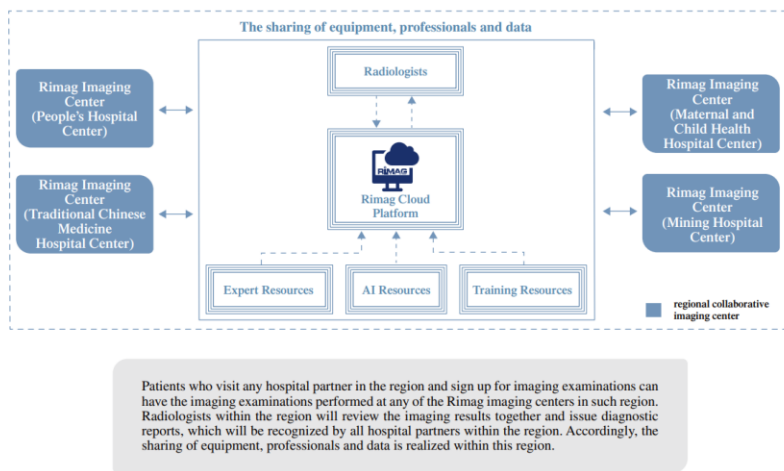 The sharing of equipment, professionals and data
Rimag Imaging
Center
(People's Hospital
Center)
Rimag Imaging
Center
(Traditional Chinese
Medicine
Hospital Center)
Radiologists
RIMAG
Rimag Cloud
Platform
Expert Resources
AI Resources
Training Resources
Rimag Imaging
Center
(Maternal and
Child Health
Hospital Center)
Rimag Imaging
Center
(Mining Hospital
Center)
regional collaborative
imaging center
Patients who visit any hospital partner in the region and sign up for imaging examinations can
have the imaging examinations performed at any of the Rimag imaging centers in such region.
Radiologists within the region will review the imaging results together and issue diagnostic
reports, which will be recognized by all hospital partners within the region. Accordingly, the
sharing of equipment, professionals and data is realized within this region.